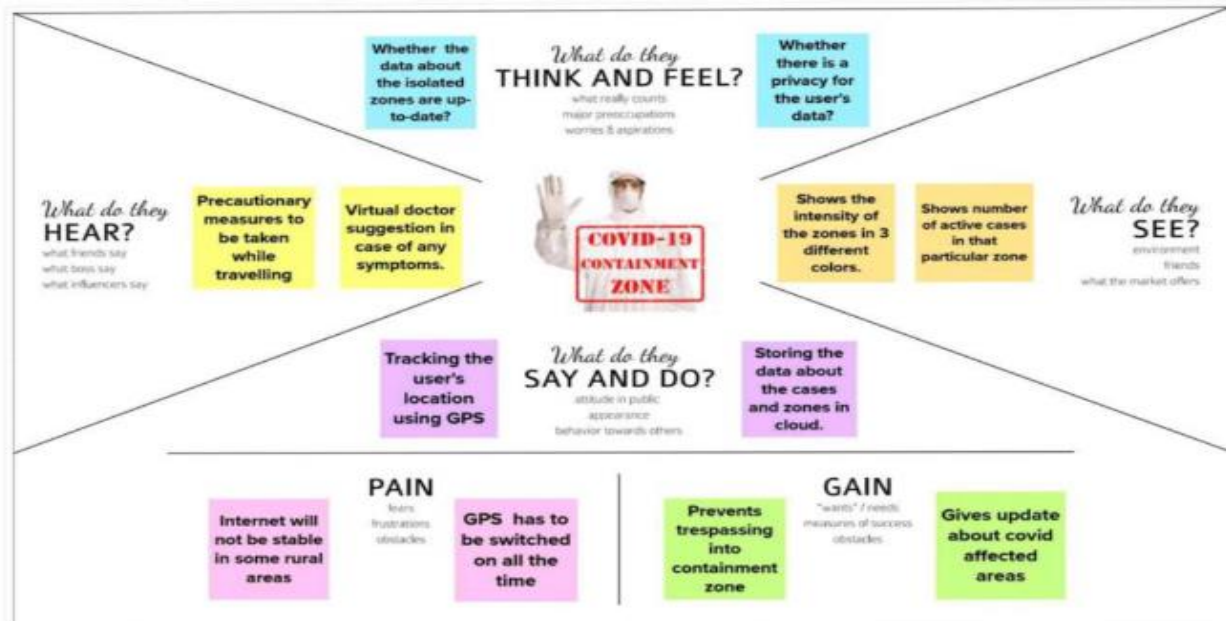 Whether the
data about
the isolated
zones are up-
to-date?
What do they
THINK AND FEEL?
what really counts
major preoccupations
worries & aspirations
Whether
there is a
privacy for
the user's
data?
What do they
HEAR?
what friends say
what boss say
what influencers say
Precautionary
measures to
be taken
while
travelling
Virtual doctor
suggestion in
case of any
symptoms.
COVID-19
CONTAINMENT
ZONE
Shows the
intensity of
the zones in 3
different
colors.
Shows number
of active cases
in that
particular zone
What do they
SEE?
environment
friends
what the market offers
Tracking the
user's
location
using GPS
What do they
SAY AND DO?
attitude in public
appearance
behavior towards others
Storing the
data about
the cases
and zones in
cloud.
PAIN
fears
frustrations
obstacles
Internet will
not be stable
in some rural
areas
GPS has to
be switched
on all the
time
GAIN
"wants" / needs
measures of success
obstacles
Prevents
trespassing
into
containment
zone
Gives update
about covid
affected
areas